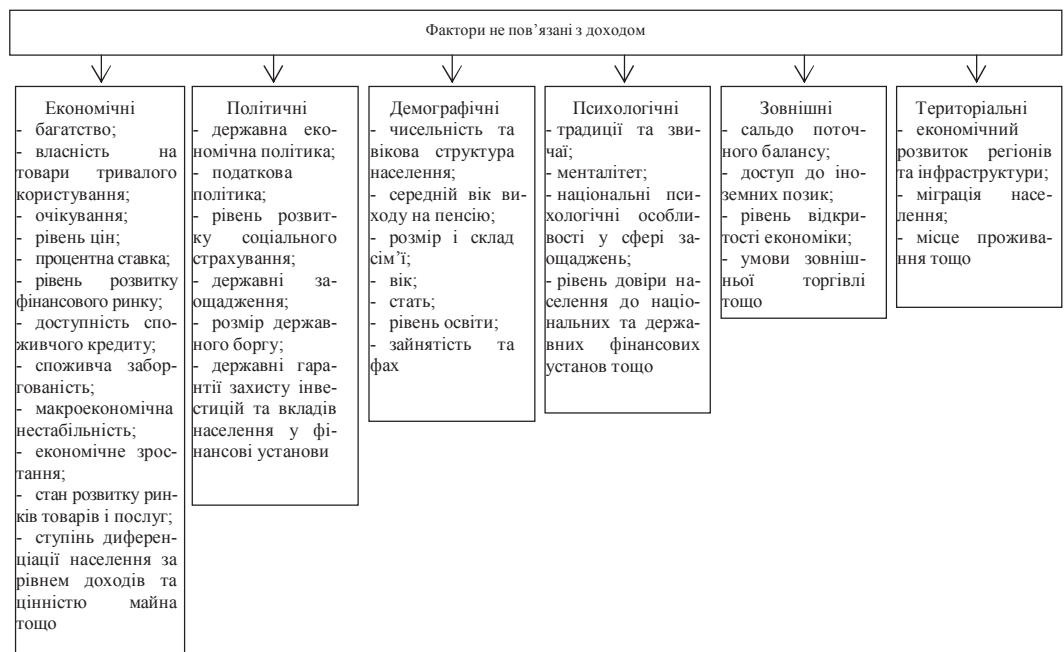 Фактори не пов’язані з доходом
Економічні
- багатство;
- власність на
товари тривалого
користування;
- очікування;
- рівень цін;
- процентна ставка;
- рівень розвитку
фінансового ринку;
- доступність спо-
живчого кредиту;
- споживча забор-
гованість;
- макроекономічна
нестабільність;
- економічне зрос-
тання;
- стан розвитку рин-
ків товарів і послуг;
- ступінь диферен-
ціації населення за
рівнем доходів та
цінністю майна
тощо
Політичні
- державна еко-
номічна політика;
- податкова
політика;
- рівень розвит-
ку соціального
страхування;
- державні за-
ощадження;
- розмір держав-
ного боргу;
- державні гаран-
тії захисту інве-
стицій та вкладів
населення у фі-
нансові установи
Демографічні
- чисельність та
вікова структура
населення;
- середній вік ви-
ходу на пенсію;
- розмір і склад
сім’ї;
- вік;
- стать;
- рівень освіти;
- зайнятість та
фах
Психологічні
- традиції та зви-
чаї;
- менталітет;
- національні пси-
хологічні особли-
вості у сфері за-
ощаджень;
- рівень довіри на-
селення до націо-
нальних та держа-
вних фінансових
установ тощо
Зовнішні
- сальдо поточ-
ного балансу;
- доступ до іно-
земних позик;
- рівень відкри-
тості економіки;
- умови зовніш-
ньої торгівлі
тощо
Територіальні
- економічний
розвиток регіонів
та інфраструктури;
- міграція насе-
лення;
- місце прожива-
ння тощо